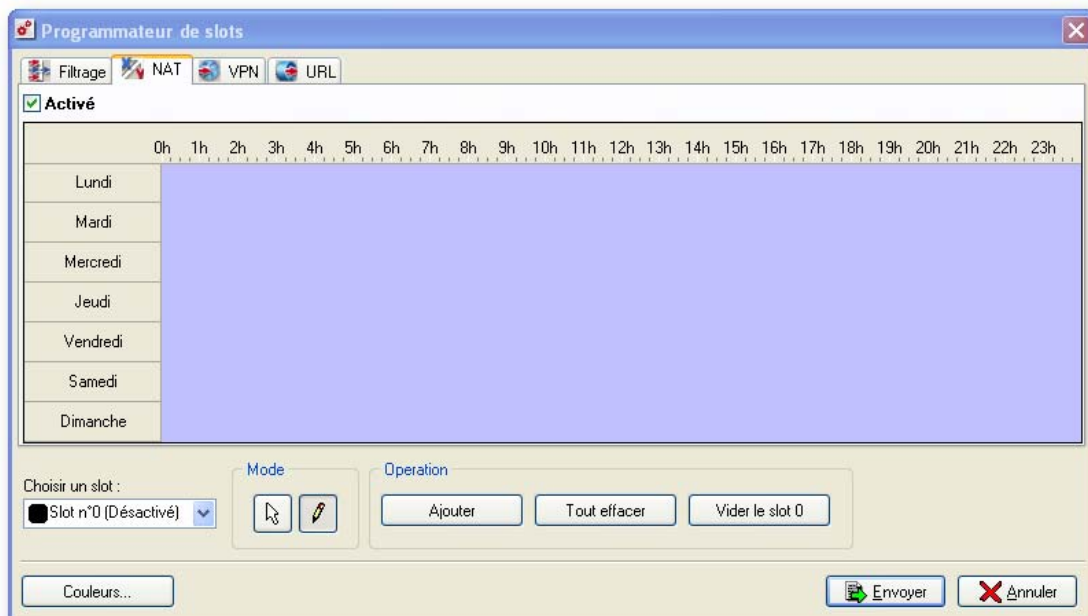 Programmateur de slots
Filtrage NAT VPN URL
Activé
0h 1h 2h 3h 4h 5h 6h 7h 8h 9h 10h 11h 12h 13h 14h 15h 16h 17h 18h 19h 20h 21h 22h 23h
Lundi
Mardi
Mercredi
Jeudi
Vendredi
Samedi
Dimanche
Choisir un slot :
Slot n°0 (Désactivé)
Mode
Operation
Ajouter Tout effacer Vider le slot 0
Couleurs... Envoyer Annuler